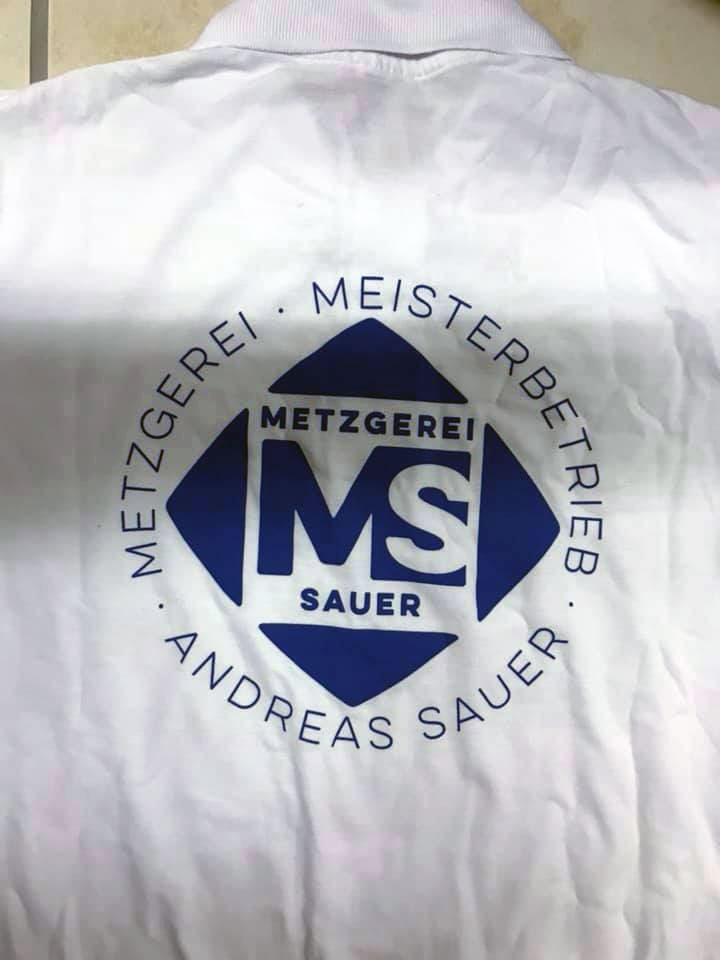 METZGEREI · MEISTERBETRIEB · ANDREAS SAUER ·
METZGEREI
MS
SAUER